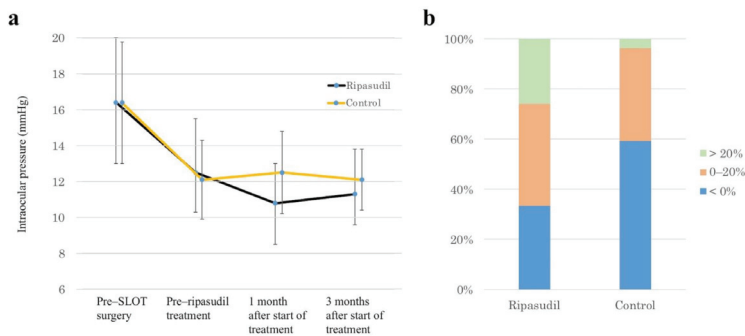 a
20
18
16
14
12
10
8
6
Intraocular pressure (mmHg)
Ripasudil
Control
Pre–SLOT
surgery
Pre–ripasudil
treatment
1 month
after start of
treatment
3 months
after start of
treatment
b
100%
80%
60%
40%
20%
0%
Ripasudil
Control
> 20%
0–20%
< 0%